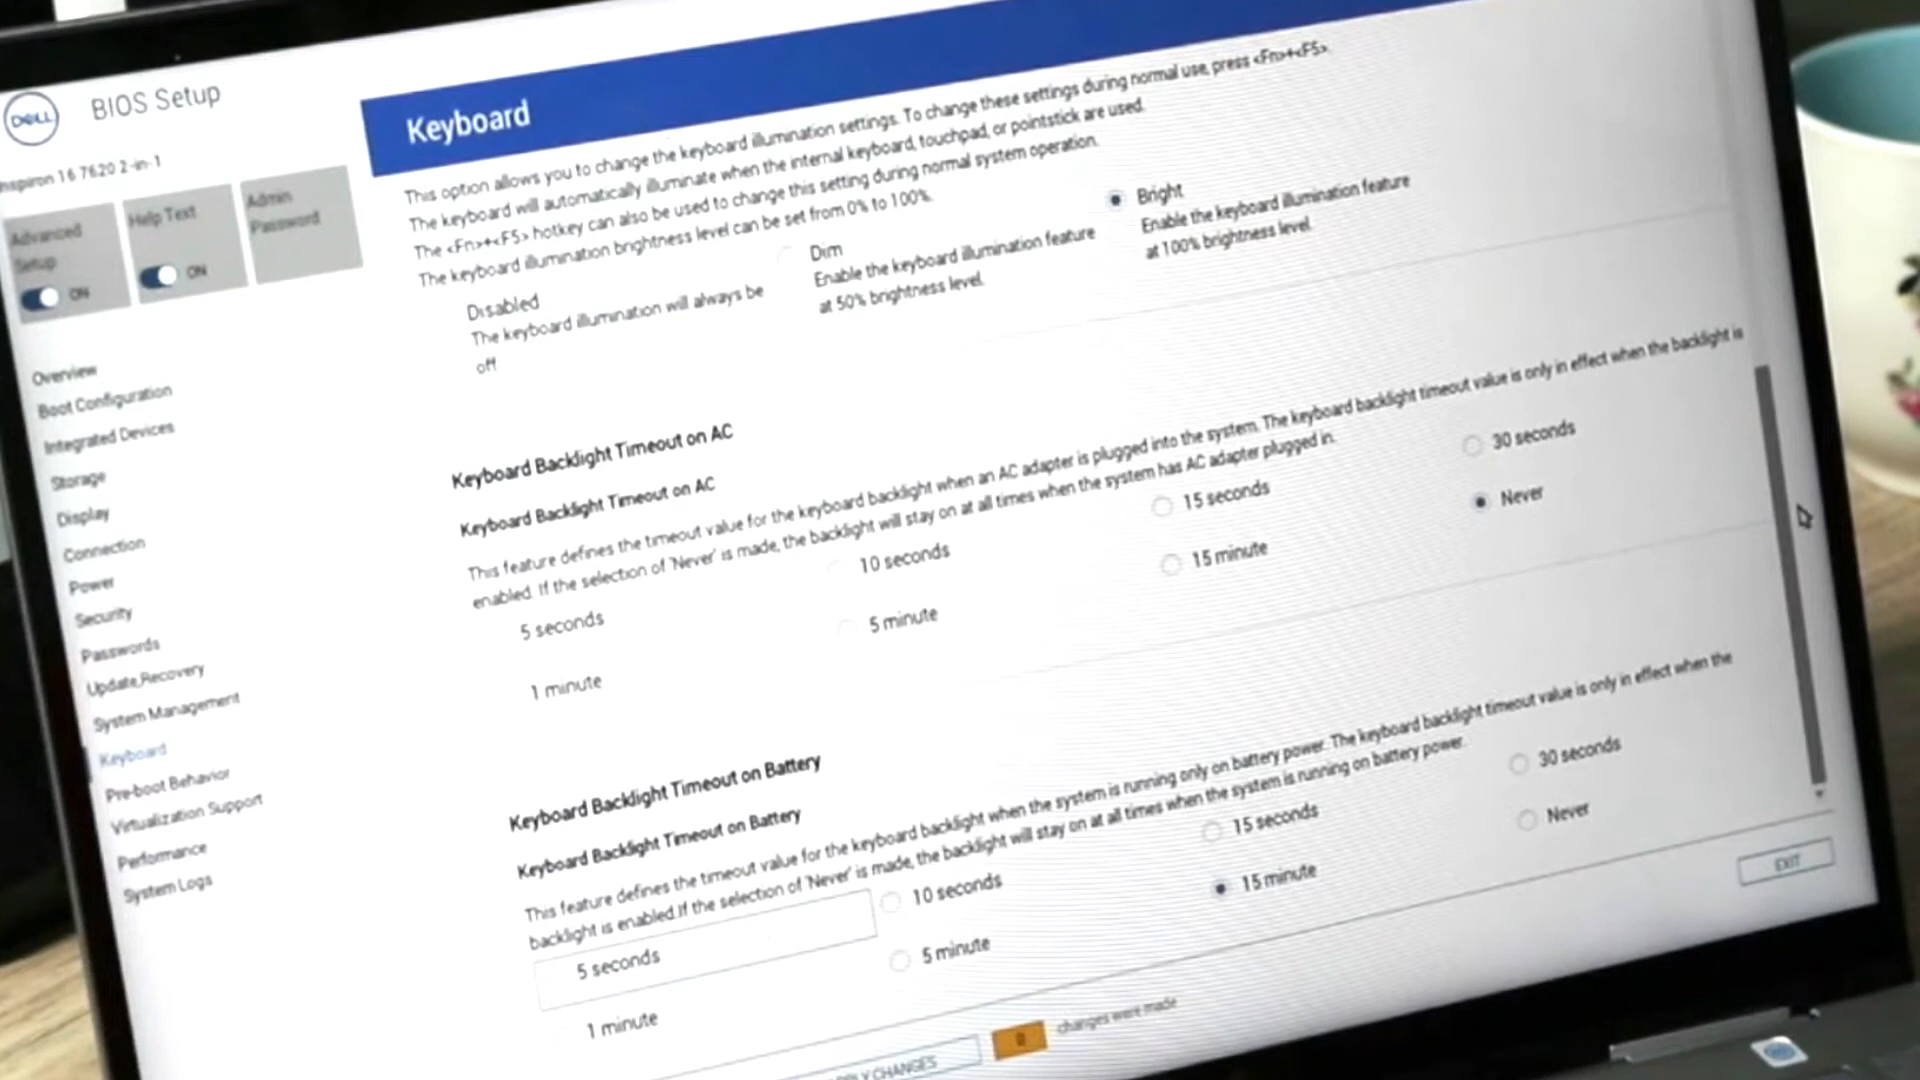 DELL
BIOS Setup
Inspiron 16 7620 2-in-1
Advanced
Setup
ON
Help Text
ON
Admin
Password
Overview
Boot Configuration
Integrated Devices
Storage
Display
Connection
Power
Security
Passwords
Update,Recovery
System Management
Keyboard
Pre-boot Behavior
Virtualization Support
Performance
System Logs
Keyboard
This option allows you to change the keyboard illumination settings. To change these settings during normal use, press <Fn>+<F5>.
The keyboard will automatically illuminate when the internal keyboard, touchpad, or pointstick are used.
The <Fn>+<F5> hotkey can also be used to change this setting during normal system operation.
The keyboard illumination brightness level can be set from 0% to 100%.
Disabled
The keyboard illumination will always be
off
Dim
Enable the keyboard illumination feature
at 50% brightness level.
Bright
Enable the keyboard illumination feature
at 100% brightness level.
Keyboard Backlight Timeout on AC
Keyboard Backlight Timeout on AC
This feature defines the timeout value for the keyboard backlight when an AC adapter is plugged into the system. The keyboard backlight timeout value is only in effect when the backlight is
enabled. If the selection of 'Never' is made, the backlight will stay on at all times when the system has AC adapter plugged in.
5 seconds
10 seconds
15 seconds
30 seconds
1 minute
5 minute
15 minute
Never
Keyboard Backlight Timeout on Battery
Keyboard Backlight Timeout on Battery
This feature defines the timeout value for the keyboard backlight when the system is running only on battery power. The keyboard backlight timeout value is only in effect when the
backlight is enabled.If the selection of 'Never' is made, the backlight will stay on at all times when the system is running on battery power.
5 seconds
10 seconds
15 seconds
30 seconds
1 minute
5 minute
15 minute
Never
EXIT
PLY CHANGES
0
changes were made